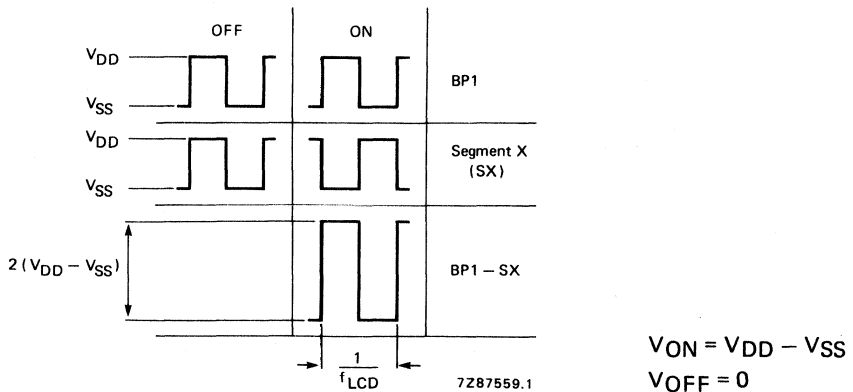 OFF ON
VDD
VSS
BP1
VDD
VSS
Segment X
(SX)
2 (VDD – VSS)
BP1 – SX
1
fLCD
7Z87559.1
VON = VDD – VSS
VOFF = 0